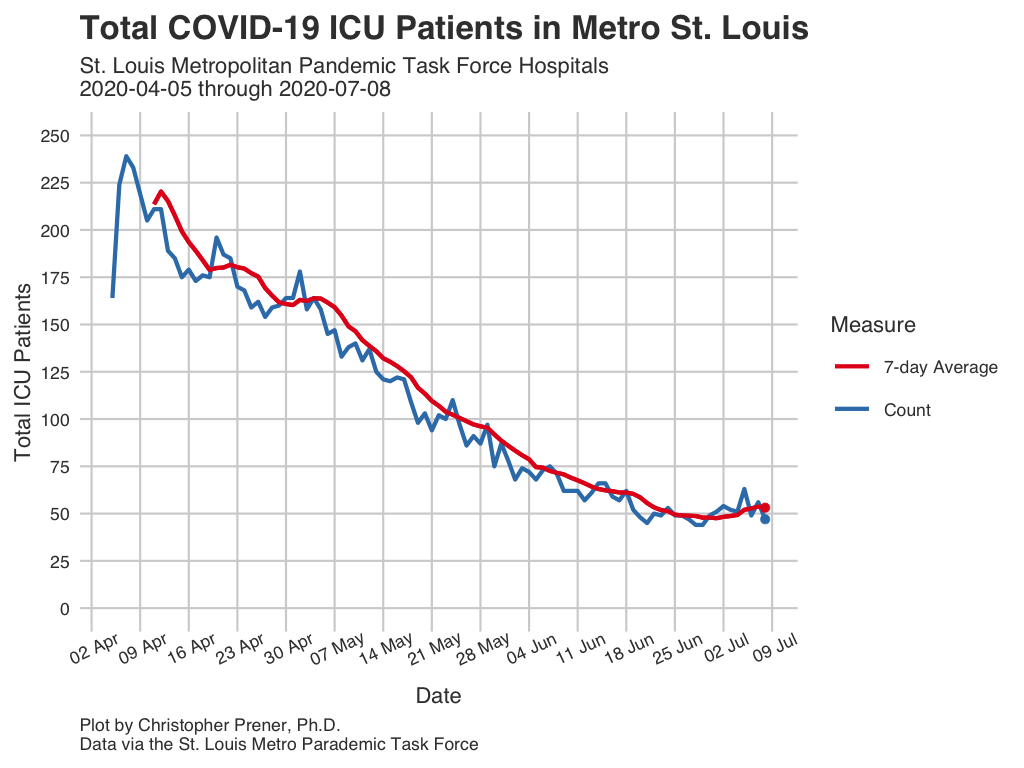 Total COVID-19 ICU Patients in Metro St. Louis
St. Louis Metropolitan Pandemic Task Force Hospitals
2020-04-05 through 2020-07-08
Total ICU Patients
250
225
200
175
150
125
100
75
50
25
0
02 Apr
09 Apr
16 Apr
23 Apr
30 Apr
07 May
14 May
21 May
28 May
04 Jun
11 Jun
18 Jun
25 Jun
02 Jul
09 Jul
Date
Measure
7-day Average
Count
Plot by Christopher Prener, Ph.D.
Data via the St. Louis Metro Parademic Task Force